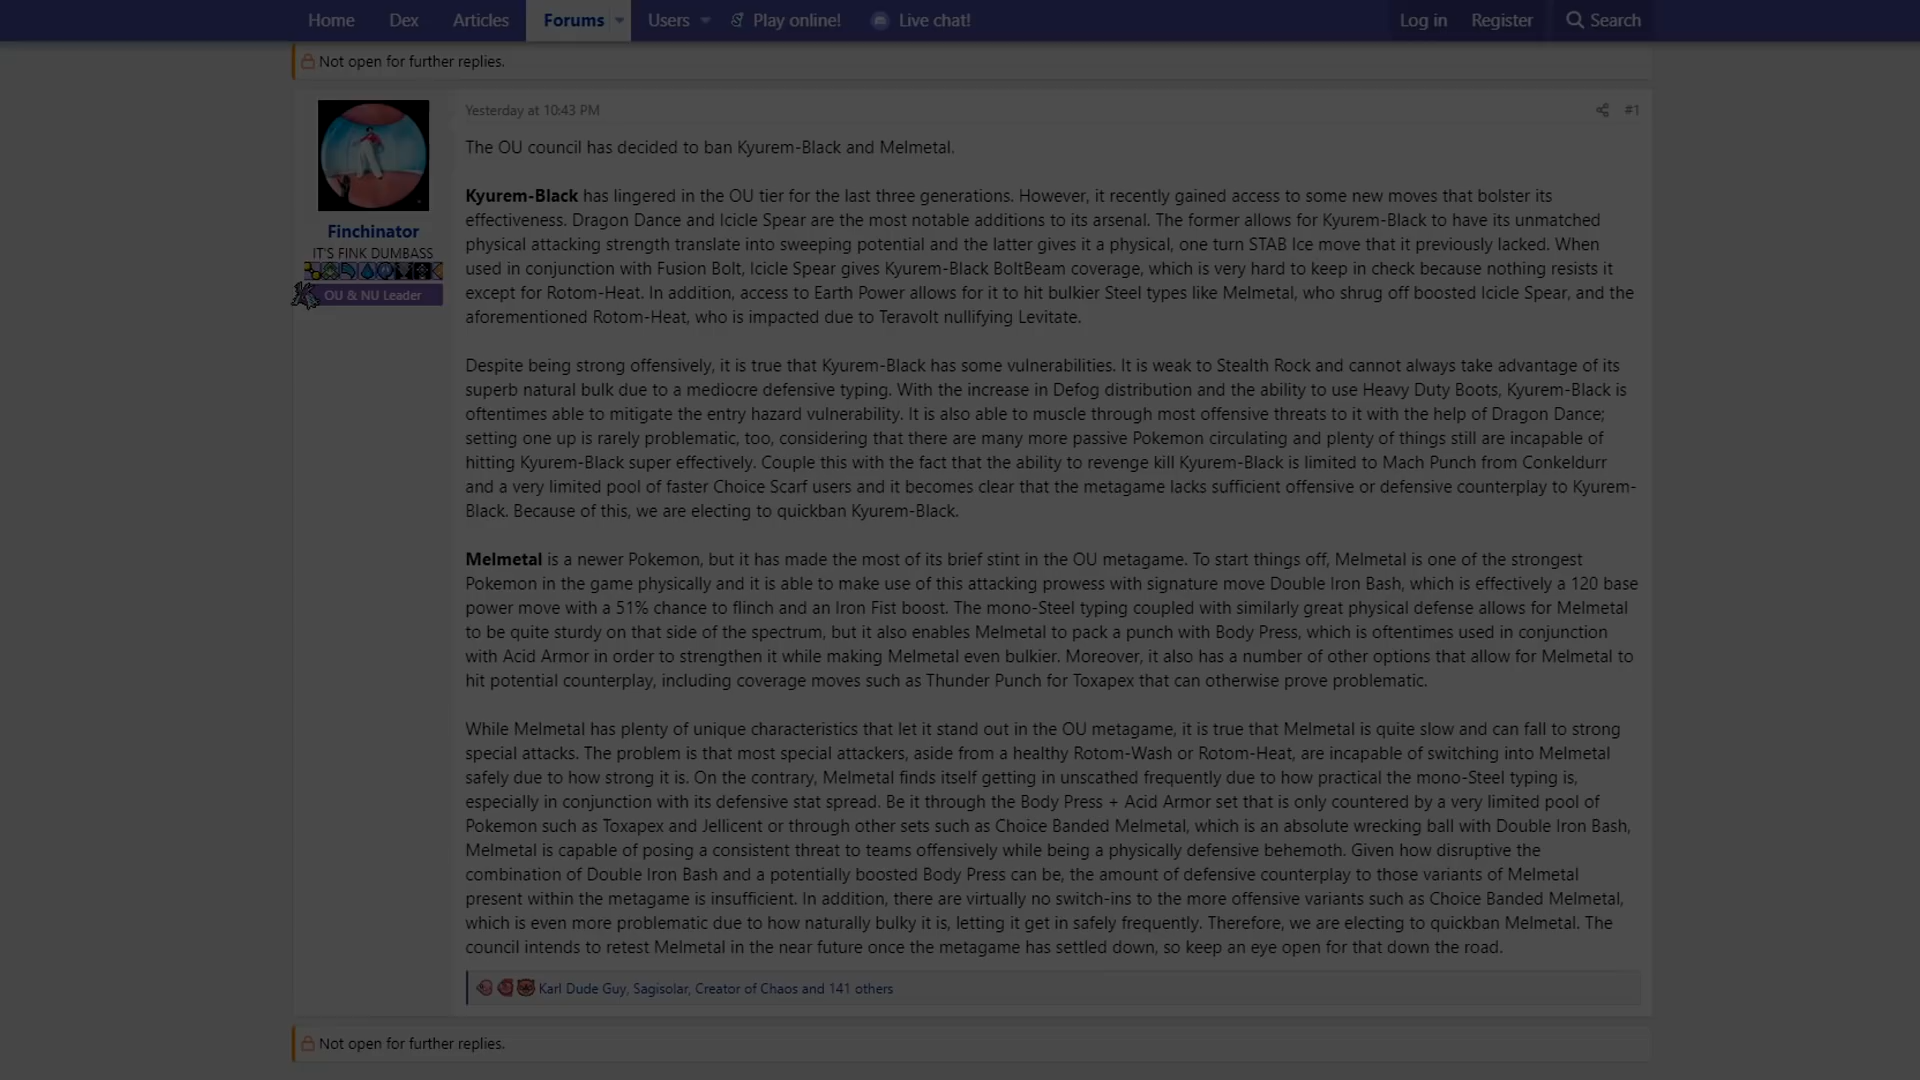 Home Dex Articles Forums Users Play online! Live chat! Log in Register Search
Not open for further replies.
Yesterday at 10:43 PM #1
Finchinator
IT'S FINK DUMBASS
OU & NU Leader
The OU council has decided to ban Kyurem-Black and Melmetal.
Kyurem-Black has lingered in the OU tier for the last three generations. However, it recently gained access to some new moves that bolster its
effectiveness. Dragon Dance and Icicle Spear are the most notable additions to its arsenal. The former allows for Kyurem-Black to have its unmatched
physical attacking strength translate into sweeping potential and the latter gives it a physical, one turn STAB Ice move that it previously lacked. When
used in conjunction with Fusion Bolt, Icicle Spear gives Kyurem-Black BoltBeam coverage, which is very hard to keep in check because nothing resists it
except for Rotom-Heat. In addition, access to Earth Power allows for it to hit bulkier Steel types like Melmetal, who shrug off boosted Icicle Spear, and the
aforementioned Rotom-Heat, who is impacted due to Teravolt nullifying Levitate.
Despite being strong offensively, it is true that Kyurem-Black has some vulnerabilities. It is weak to Stealth Rock and cannot always take advantage of its
superb natural bulk due to a mediocre defensive typing. With the increase in Defog distribution and the ability to use Heavy Duty Boots, Kyurem-Black is
oftentimes able to mitigate the entry hazard vulnerability. It is also able to muscle through most offensive threats to it with the help of Dragon Dance;
setting one up is rarely problematic, too, considering that there are many more passive Pokemon circulating and plenty of things still are incapable of
hitting Kyurem-Black super effectively. Couple this with the fact that the ability to revenge kill Kyurem-Black is limited to Mach Punch from Conkeldurr
and a very limited pool of faster Choice Scarf users and it becomes clear that the metagame lacks sufficient offensive or defensive counterplay to Kyurem-
Black. Because of this, we are electing to quickban Kyurem-Black.
Melmetal is a newer Pokemon, but it has made the most of its brief stint in the OU metagame. To start things off, Melmetal is one of the strongest
Pokemon in the game physically and it is able to make use of this attacking prowess with signature move Double Iron Bash, which is effectively a 120 base
power move with a 51% chance to flinch and an Iron Fist boost. The mono-Steel typing coupled with similarly great physical defense allows for Melmetal
to be quite sturdy on that side of the spectrum, but it also enables Melmetal to pack a punch with Body Press, which is oftentimes used in conjunction
with Acid Armor in order to strengthen it while making Melmetal even bulkier. Moreover, it also has a number of other options that allow for Melmetal to
hit potential counterplay, including coverage moves such as Thunder Punch for Toxapex that can otherwise prove problematic.
While Melmetal has plenty of unique characteristics that let it stand out in the OU metagame, it is true that Melmetal is quite slow and can fall to strong
special attacks. The problem is that most special attackers, aside from a healthy Rotom-Wash or Rotom-Heat, are incapable of switching into Melmetal
safely due to how strong it is. On the contrary, Melmetal finds itself getting in unscathed frequently due to how practical the mono-Steel typing is,
especially in conjunction with its defensive stat spread. Be it through the Body Press + Acid Armor set that is only countered by a very limited pool of
Pokemon such as Toxapex and Jellicent or through other sets such as Choice Banded Melmetal, which is an absolute wrecking ball with Double Iron Bash,
Melmetal is capable of posing a consistent threat to teams offensively while being a physically defensive behemoth. Given how disruptive the
combination of Double Iron Bash and a potentially boosted Body Press can be, the amount of defensive counterplay to those variants of Melmetal
present within the metagame is insufficient. In addition, there are virtually no switch-ins to the more offensive variants such as Choice Banded Melmetal,
which is even more problematic due to how naturally bulky it is, letting it get in safely frequently. Therefore, we are electing to quickban Melmetal. The
council intends to retest Melmetal in the near future once the metagame has settled down, so keep an eye open for that down the road.
Karl Dude Guy, Sagisolar, Creator of Chaos and 141 others
Not open for further replies.